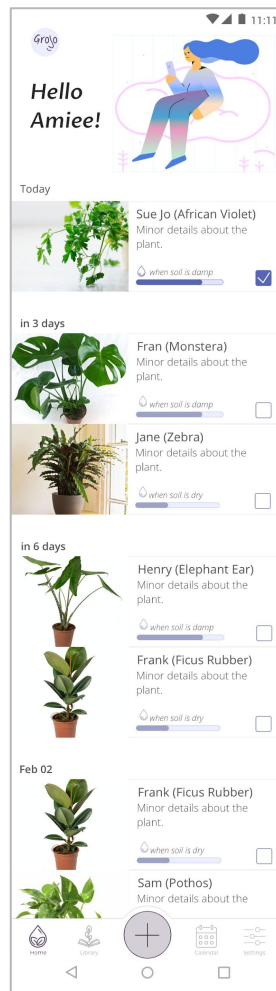 11:11
GroJo
Hello
Amiee!
Today
Sue Jo (African Violet)
Minor details about the
plant.
when soil is damp
in 3 days
Fran (Monstera)
Minor details about the
plant.
when soil is damp
Jane (Zebra)
Minor details about the
plant.
when soil is dry
in 6 days
Henry (Elephant Ear)
Minor details about the
plant.
when soil is damp
Frank (Ficus Rubber)
Minor details about the
plant.
when soil is dry
Feb 02
Frank (Ficus Rubber)
Minor details about the
plant.
when soil is dry
Sam (Pothos)
Minor details about the
Home
Library
Calendar
Settings